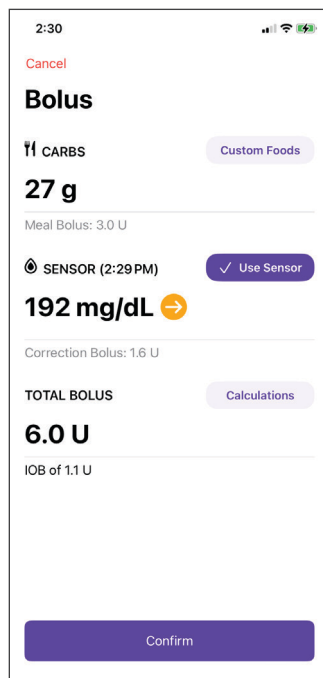 2:30
Cancel
Bolus
CARBS
Custom Foods
27 g
Meal Bolus: 3.0 U
SENSOR (2:29 PM)
✓ Use Sensor
192 mg/dL →
Correction Bolus: 1.6 U
TOTAL BOLUS
Calculations
6.0 U
IOB of 1.1 U
Confirm